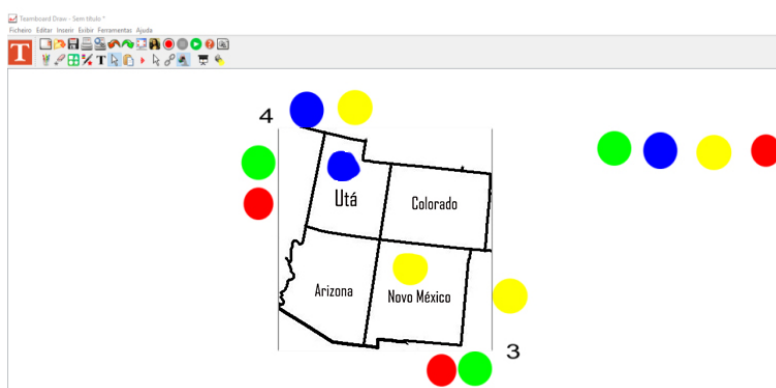 Teamboard Draw - Sem título *
Ficheiro Editar Inserir Exibir Ferramentas Ajuda
T
T
4
Utá
Colorado
Arizona
Novo México
3